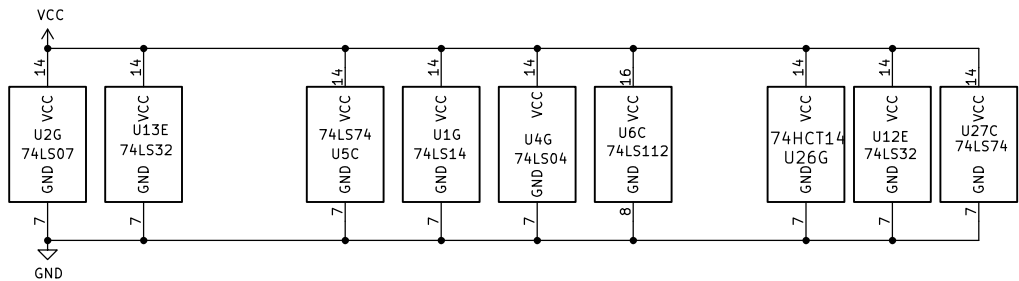 VCC
14
VCC
U2G
74LS07
GND
7
14
VCC
U13E
74LS32
GND
7
14
VCC
74LS74
U5C
GND
7
14
VCC
U1G
74LS14
GND
7
14
VCC
U4G
74LS04
GND
7
16
VCC
U6C
74LS112
GND
8
14
VCC
74HCT14
U26G
GND
7
14
VCC
U12E
74LS32
GND
7
14
VCC
U27C
74LS74
GND
7
GND